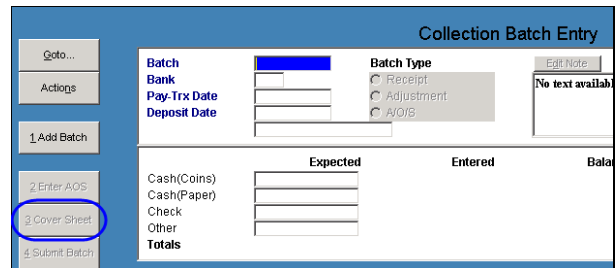 Collection Batch Entry
Goto...
Actions
1 Add Batch
2 Enter AOS
3 Cover Sheet
4 Submit Batch
Batch
Bank
Pay-Trx Date
Deposit Date
Batch Type
Receipt
Adjustment
A/O/S
Edit Note
No text availabl
Expected Entered Bala
Cash(Coins)
Cash(Paper)
Check
Other
Totals